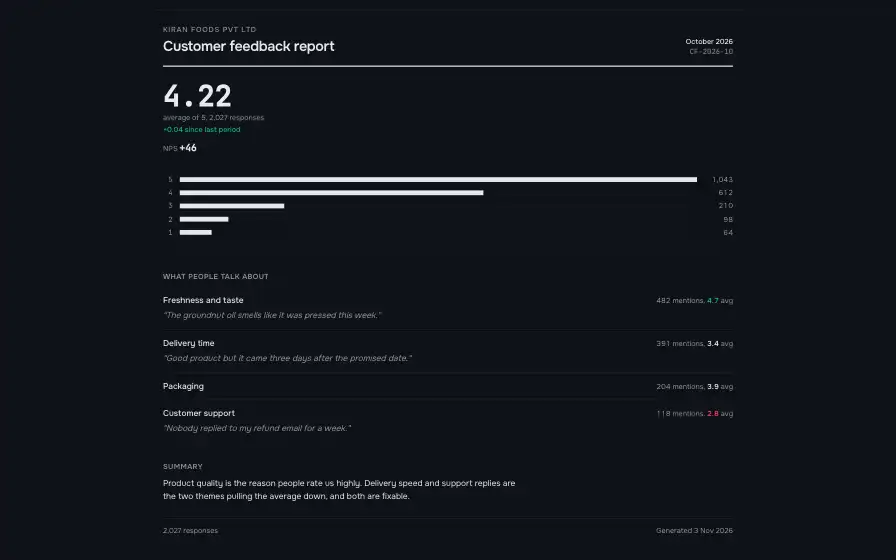 KIRAN FOODS PVT LTD
Customer feedback report
October 2026
CF-2026-10
4.22
average of 5, 2,027 responses
+0.04 since last period
NPS +46
5 1,043
4 612
3 210
2 98
1 64
WHAT PEOPLE TALK ABOUT
Freshness and taste 482 mentions, 4.7 avg
"The groundnut oil smells like it was pressed this week."
Delivery time 391 mentions, 3.4 avg
"Good product but it came three days after the promised date."
Packaging 204 mentions, 3.9 avg
Customer support 118 mentions, 2.8 avg
"Nobody replied to my refund email for a week."
SUMMARY
Product quality is the reason people rate us highly. Delivery speed and support replies are
the two themes pulling the average down, and both are fixable.
2,027 responses Generated 3 Nov 2026